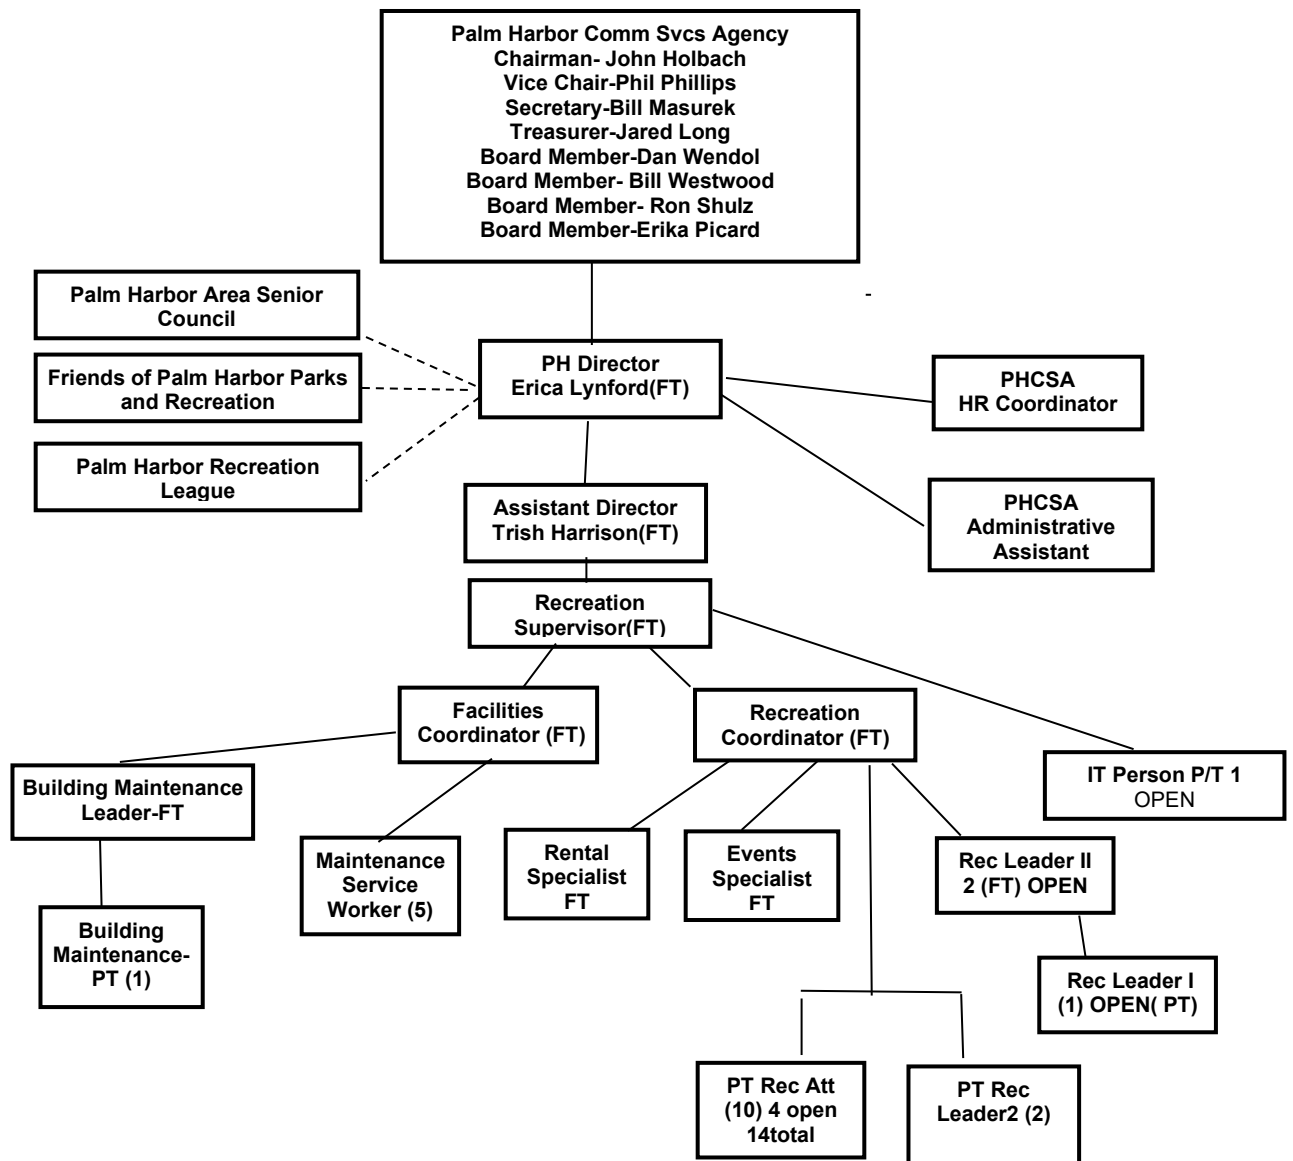 Palm Harbor Comm Svcs Agency
Chairman- John Holbach
Vice Chair-Phil Phillips
Secretary-Bill Masurek
Treasurer-Jared Long
Board Member-Dan Wendol
Board Member- Bill Westwood
Board Member- Ron Shulz
Board Member-Erika Picard
-
Palm Harbor Area Senior
Council
Friends of Palm Harbor Parks
and Recreation
Palm Harbor Recreation
League
PH Director
Erica Lynford(FT)
PHCSA
HR Coordinator
PHCSA
Administrative
Assistant
Assistant Director
Trish Harrison(FT)
Recreation
Supervisor(FT)
Facilities
Coordinator (FT)
Recreation
Coordinator (FT)
IT Person P/T 1
OPEN
Building Maintenance
Leader-FT
Maintenance
Service
Worker (5)
Rental
Specialist
FT
Events
Specialist
FT
Rec Leader II
2 (FT) OPEN
Building
Maintenance-
PT (1)
Rec Leader I
(1) OPEN( PT)
PT Rec Att
(10) 4 open
14total
PT Rec
Leader2 (2)